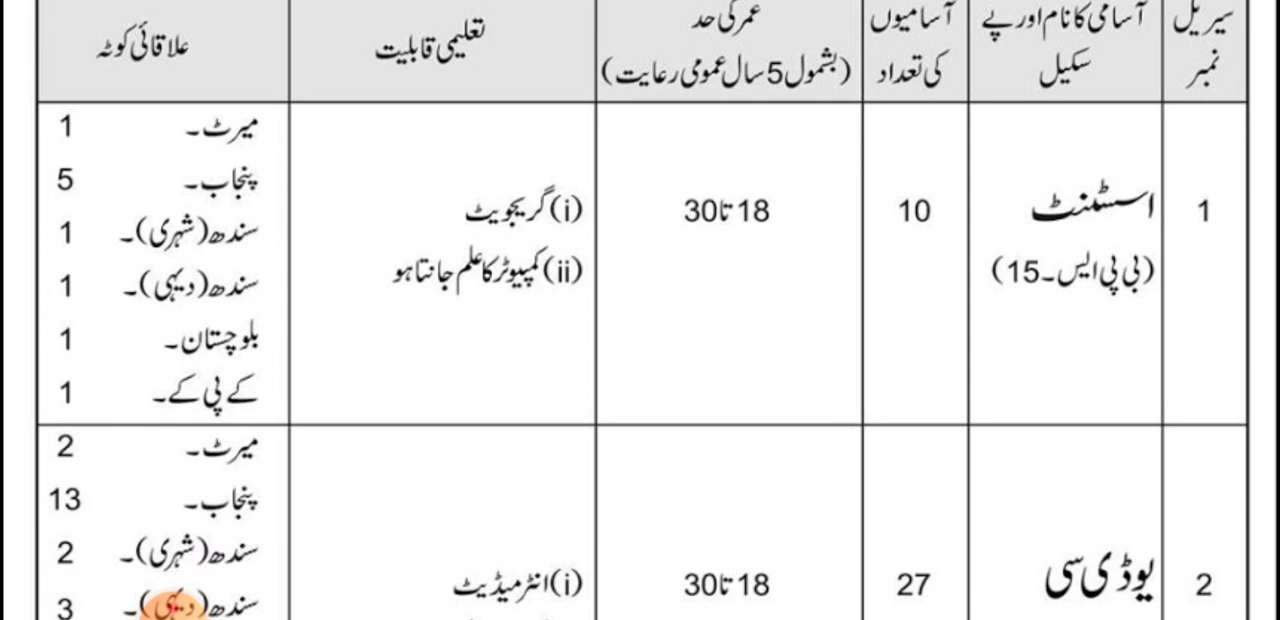 سیریل نمبر
آسامی کا نام اور پے سکیل
آسامیوں کی تعداد
عمر کی حد
(بشمول 5 سال عمومی رعایت)
تعلیمی قابلیت
علاقائی کوٹہ
1
اسسٹنٹ
(بی پی ایس۔15)
10
18 تا 30
(i) گریجویٹ
(ii) کمپیوٹر کا علم جانتا ہو
میرٹ۔ 1
پنجاب۔ 5
سندھ (شہری)۔ 1
سندھ (دیہی)۔ 1
بلوچستان۔ 1
کے پی کے۔ 1
2
یو ڈی سی
27
18 تا 30
(i) انٹرمیڈیٹ
میرٹ۔ 2
پنجاب۔ 13
سندھ (شہری)۔ 2
سندھ (دیہی)۔ 3